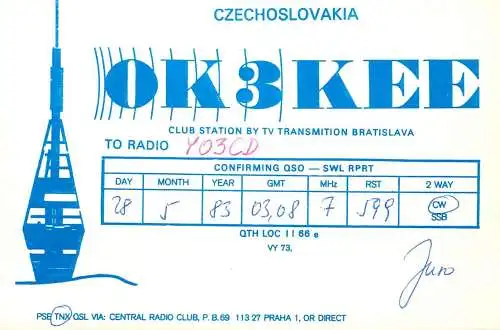 CZECHOSLOVAKIA
OK3KEE
CLUB STATION BY TV TRANSMITION BRATISLAVA
TO RADIO YO3CD
CONFIRMING QSO — SWL RPRT
DAY MONTH YEAR GMT MHz RST 2 WAY
28 5 83 03,08 7 599 CW SSB
QTH LOC II 66 e
VY 73,
Juro
PSE TNX QSL VIA: CENTRAL RADIO CLUB, P. B. 69 113 27 PRAHA 1, OR DIRECT